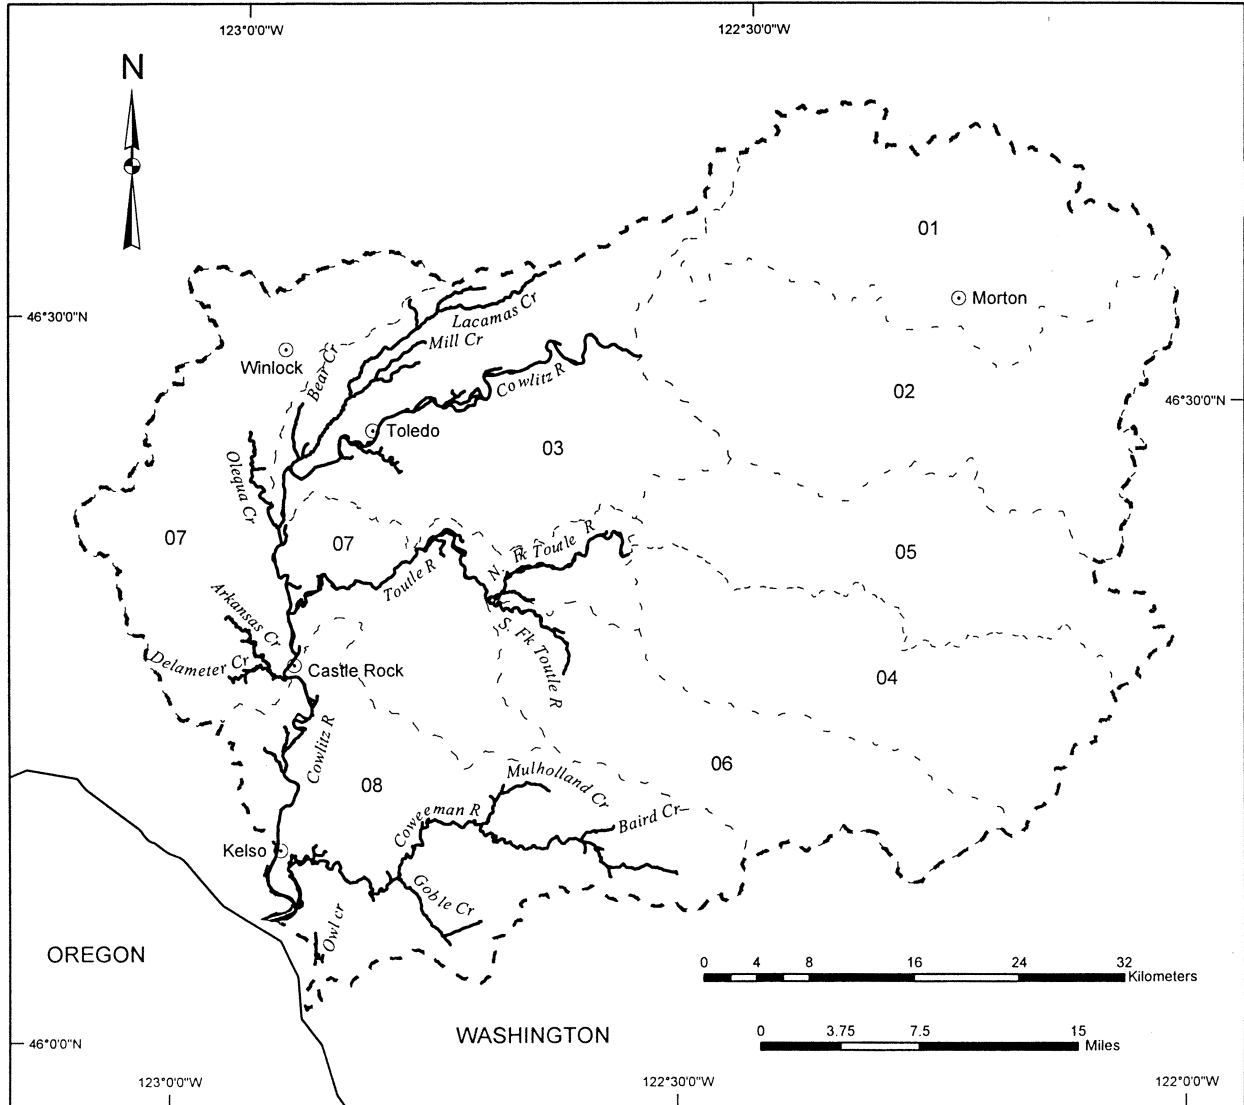 123°0'0"W
122°30'0"W
N
01
Morton
46°30'0"N
Lacamas Cr
Mill Cr
Winlock
Bear Cr
Cowlitz R
02
46°30'0"N
Toledo
03
Olequa Cr
07
07
N. Fk Toutle R
05
Toutle R
Arkansas Cr
S. Fk Toutle R
Delameter Cr
Castle Rock
04
Cowlitz R
06
08
Mulholland Cr
Coweeman R
Baird Cr
Kelso
Goble Cr
Owl cr
OREGON
0 4 8 16 24 32
Kilometers
WASHINGTON
0 3.75 7.5 15
Miles
46°0'0"N
123°0'0"W
122°30'0"W
122°0'0"W